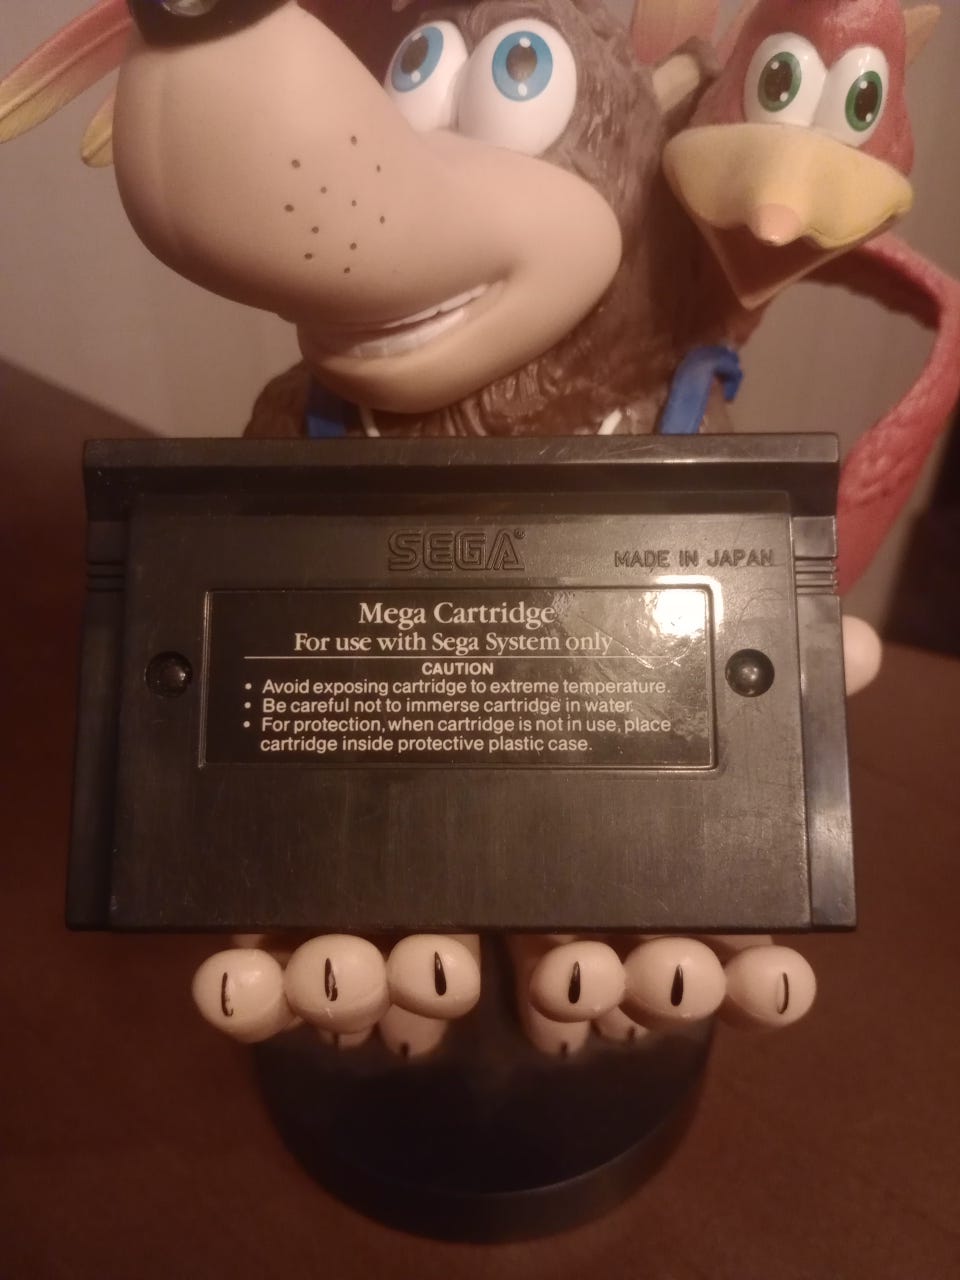 SEGA®
MADE IN JAPAN
Mega Cartridge
For use with Sega System only
CAUTION
• Avoid exposing cartridge to extreme temperature.
• Be careful not to immerse cartridge in water.
• For protection, when cartridge is not in use, place
cartridge inside protective plastic case.